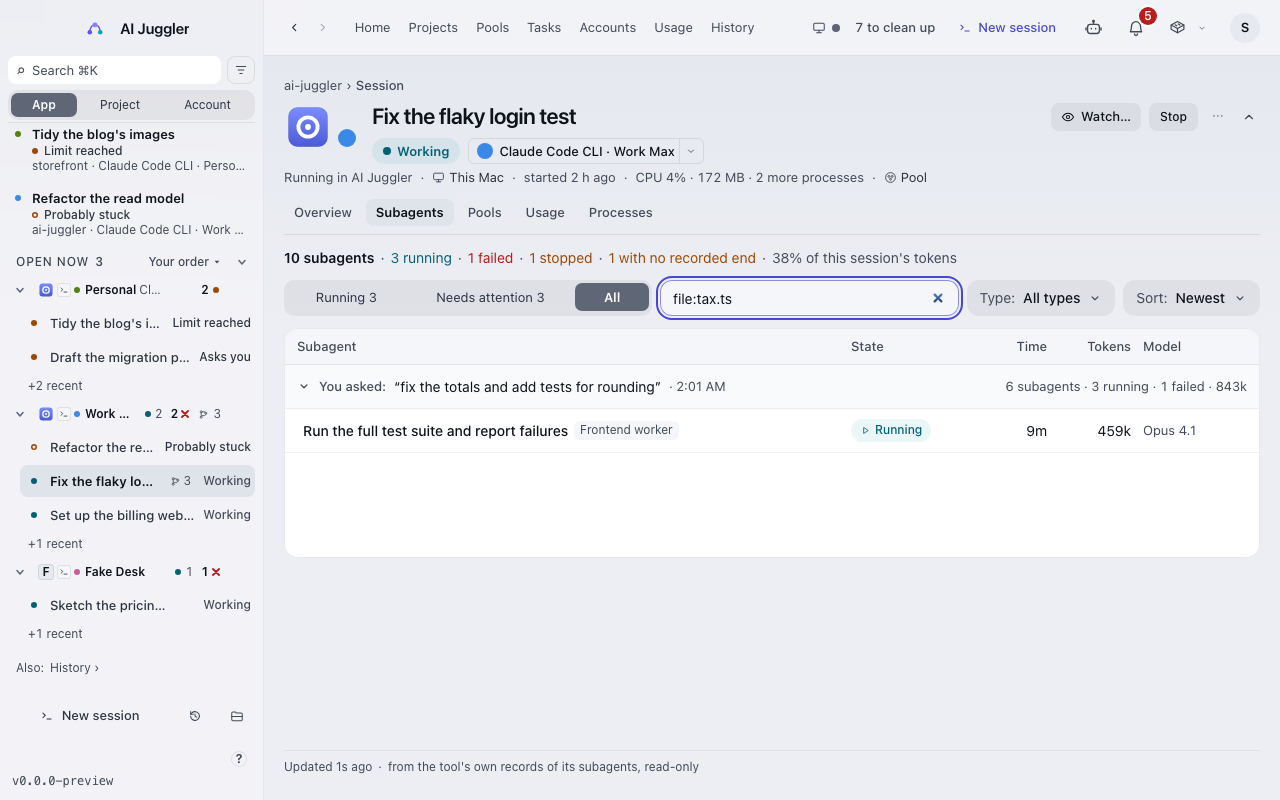 AI Juggler
Search ⌘K
App Project Account
Tidy the blog's images
Limit reached
storefront · Claude Code CLI · Perso…
Refactor the read model
Probably stuck
ai-juggler · Claude Code CLI · Work …
OPEN NOW 3 Your order
Personal Cl… 2
Tidy the blog's i… Limit reached
Draft the migration p… Asks you
+2 recent
Work … 2 2 3
Refactor the re… Probably stuck
Fix the flaky lo… 3 Working
Set up the billing web… Working
+1 recent
F Fake Desk 1 1
Sketch the pricin… Working
+1 recent
Also: History ›
New session
?
v0.0.0-preview
Home Projects Pools Tasks Accounts Usage History
7 to clean up New session 5 S
ai-juggler › Session
Fix the flaky login test
Watch… Stop ···
Working Claude Code CLI · Work Max
Running in AI Juggler · This Mac · started 2 h ago · CPU 4% · 172 MB · 2 more processes · Pool
Overview Subagents Pools Usage Processes
10 subagents · 3 running · 1 failed · 1 stopped · 1 with no recorded end · 38% of this session's tokens
Running 3 Needs attention 3 All file:tax.ts Type: All types Sort: Newest
Subagent State Time Tokens Model
You asked: “fix the totals and add tests for rounding” · 2:01 AM 6 subagents · 3 running · 1 failed · 843k
Run the full test suite and report failures Frontend worker Running 9m 459k Opus 4.1
Updated 1s ago · from the tool's own records of its subagents, read-only